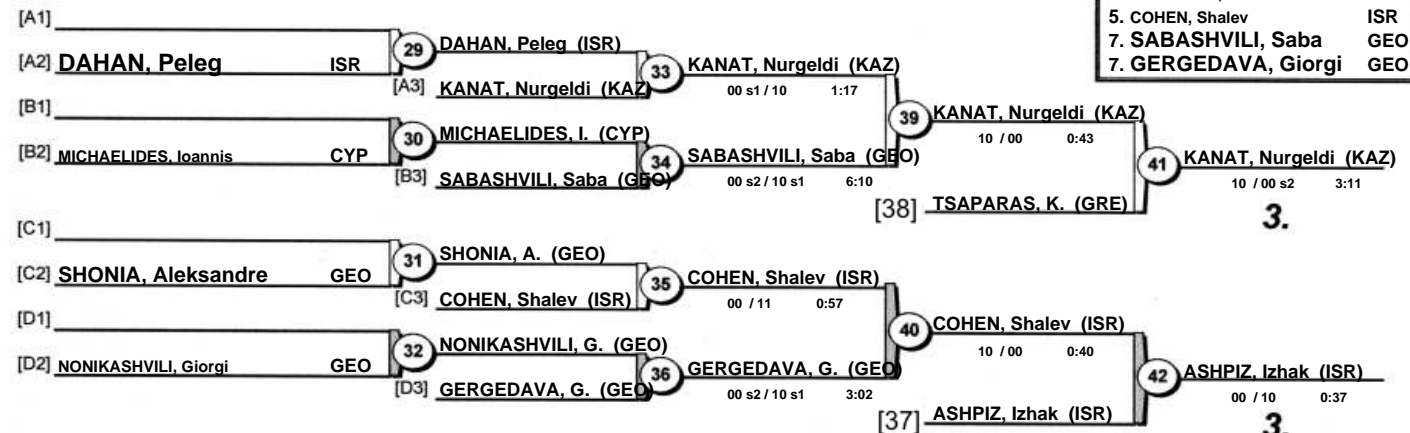 5. COHEN, Shalev ISR
7. SABASHVILI, Saba GEO
7. GERGEDAVA, Giorgi GEO
[A1]
[A2] DAHAN, Peleg ISR
29 DAHAN, Peleg (ISR)
[A3] KANAT, Nurgeldi (KAZ)
33 KANAT, Nurgeldi (KAZ)
00 s1 / 10 1:17
[B1]
[B2] MICHAELIDES, Ioannis CYP
30 MICHAELIDES, I. (CYP)
[B3] SABASHVILI, Saba (GEO)
34 SABASHVILI, Saba (GEO)
00 s2 / 10 s1 6:10
39 KANAT, Nurgeldi (KAZ)
10 / 00 0:43
[38] TSAPARAS, K. (GRE)
41 KANAT, Nurgeldi (KAZ)
10 / 00 s2 3:11
3.
[C1]
[C2] SHONIA, Aleksandre GEO
31 SHONIA, A. (GEO)
[C3] COHEN, Shalev (ISR)
35 COHEN, Shalev (ISR)
00 / 11 0:57
[D1]
[D2] NONIKASHVILI, Giorgi GEO
32 NONIKASHVILI, G. (GEO)
[D3] GERGEDAVA, G. (GEO)
36 GERGEDAVA, G. (GEO)
00 s2 / 10 s1 3:02
40 COHEN, Shalev (ISR)
10 / 00 0:40
[37] ASHPIZ, Izhak (ISR)
42 ASHPIZ, Izhak (ISR)
00 / 10 0:37
3.